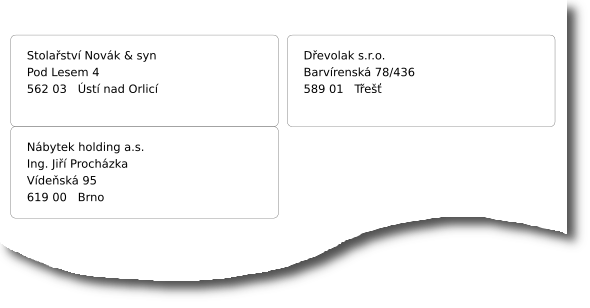 Stolařství Novák & syn
Pod Lesem 4
562 03   Ústí nad Orlicí
Dřevolak s.r.o.
Barvírenská 78/436
589 01   Třešť
Nábytek holding a.s.
Ing. Jiří Procházka
Vídeňská 95
619 00   Brno